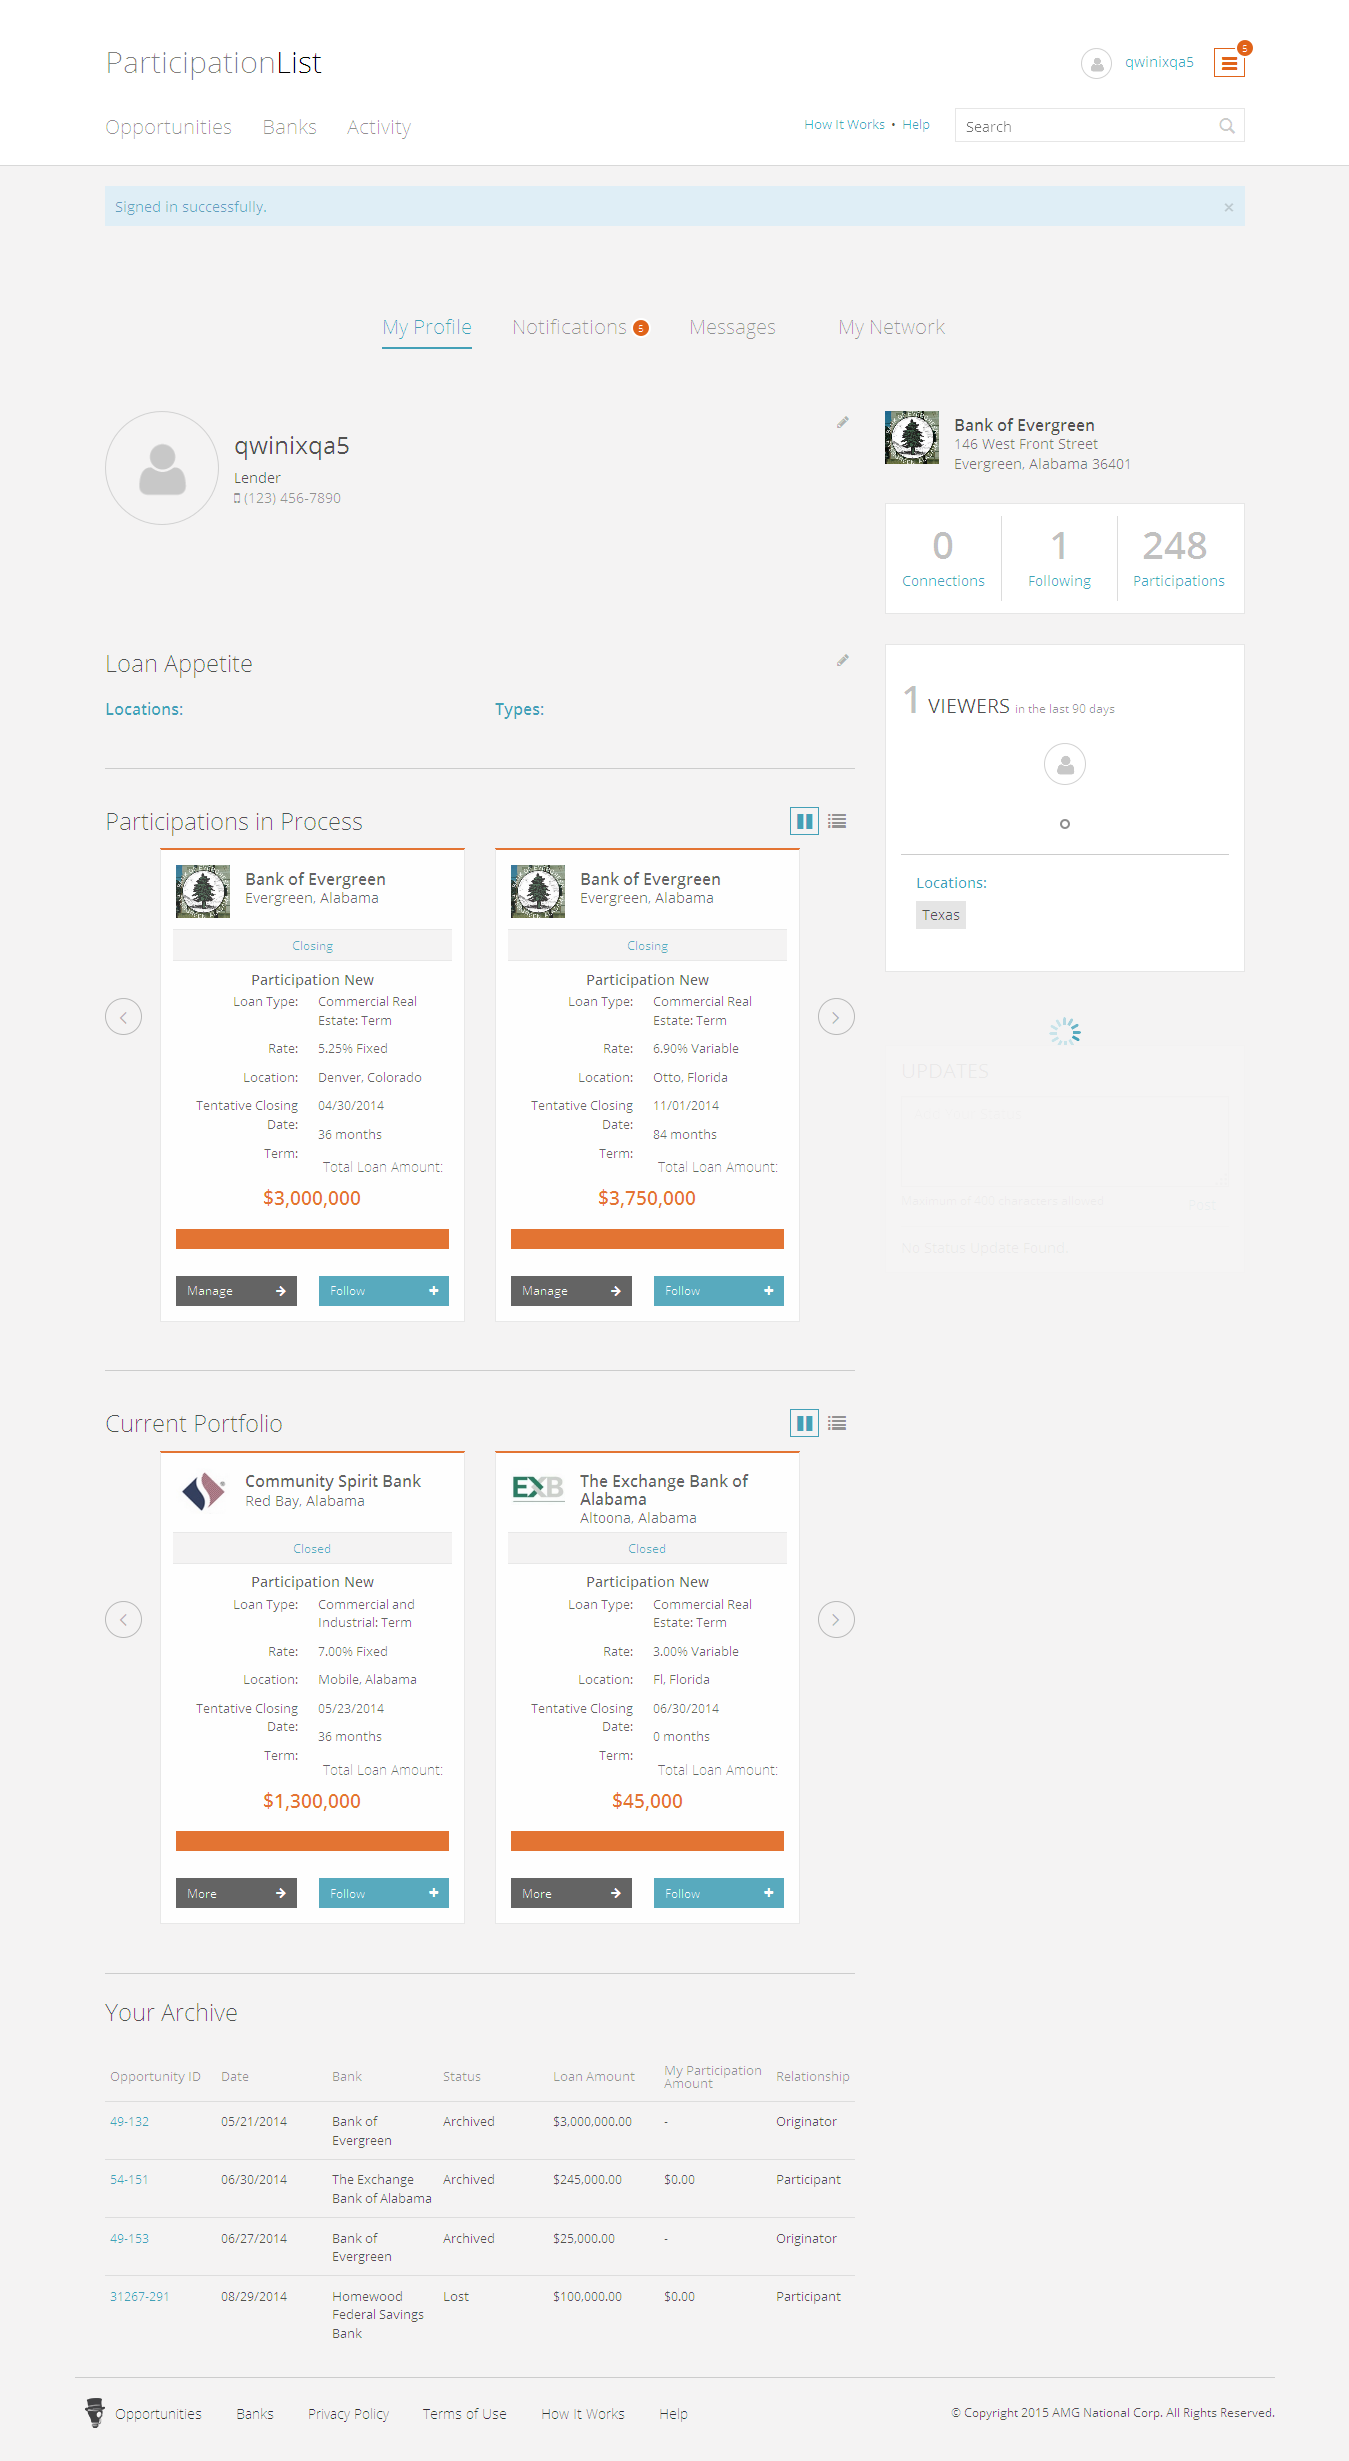 ParticipationList
qwinixqa5
5
Opportunities Banks Activity
How It Works • Help
Search
Signed in successfully.
×
My Profile Notifications 5 Messages My Network
qwinixqa5
Lender
(123) 456-7890
Bank of Evergreen
146 West Front Street
Evergreen, Alabama 36401
0 1 248
Connections Following Participations
Loan Appetite
Locations: Types:
1 VIEWERS in the last 90 days
Locations:
Texas
UPDATES
Maximum of 400 characters allowed
Post
No Status Update Found.
Participations in Process
Bank of Evergreen
Evergreen, Alabama
Closing
Participation New
Loan Type: Commercial Real
Estate: Term
Rate: 5.25% Fixed
Location: Denver, Colorado
Tentative Closing 04/30/2014
Date:
36 months
Term:
Total Loan Amount:
$3,000,000
Manage Follow
Bank of Evergreen
Evergreen, Alabama
Closing
Participation New
Loan Type: Commercial Real
Estate: Term
Rate: 6.90% Variable
Location: Otto, Florida
Tentative Closing 11/01/2014
Date:
84 months
Term:
Total Loan Amount:
$3,750,000
Manage Follow
Current Portfolio
Community Spirit Bank
Red Bay, Alabama
Closed
Participation New
Loan Type: Commercial and
Industrial: Term
Rate: 7.00% Fixed
Location: Mobile, Alabama
Tentative Closing 05/23/2014
Date:
36 months
Term:
Total Loan Amount:
$1,300,000
More Follow
EXB
The Exchange Bank of
Alabama
Altoona, Alabama
Closed
Participation New
Loan Type: Commercial Real
Estate: Term
Rate: 3.00% Variable
Location: Fl, Florida
Tentative Closing 06/30/2014
Date:
0 months
Term:
Total Loan Amount:
$45,000
More Follow
Your Archive
Opportunity ID Date Bank Status Loan Amount My Participation Amount Relationship
49-132 05/21/2014 Bank of Archived $3,000,000.00 - Originator
Evergreen
54-151 06/30/2014 The Exchange Archived $245,000.00 $0.00 Participant
Bank of Alabama
49-153 06/27/2014 Bank of Archived $25,000.00 - Originator
Evergreen
31267-291 08/29/2014 Homewood Lost $100,000.00 $0.00 Participant
Federal Savings
Bank
Opportunities Banks Privacy Policy Terms of Use How It Works Help
© Copyright 2015 AMG National Corp. All Rights Reserved.